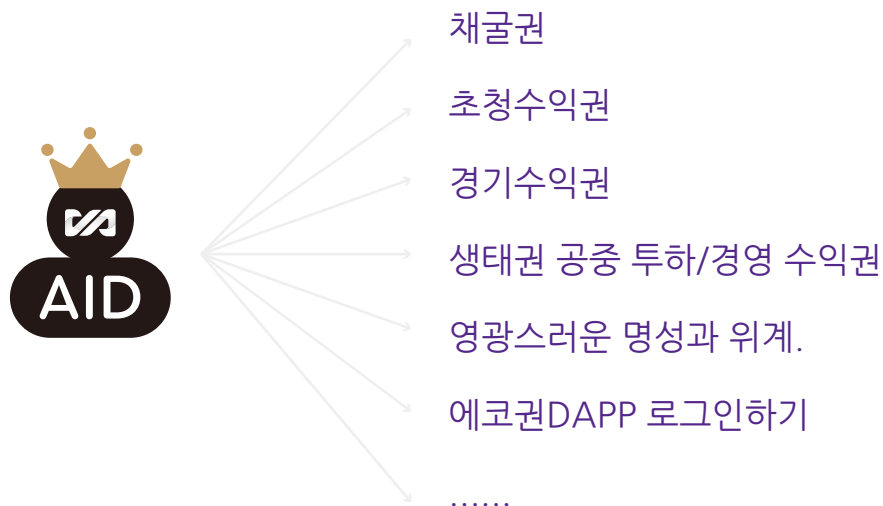 채굴권
초청수익권
경기수익권
AID
생태권 공중 투하/경영 수익권
영광스러운 명성과 위계.
에코권DAPP 로그인하기
......